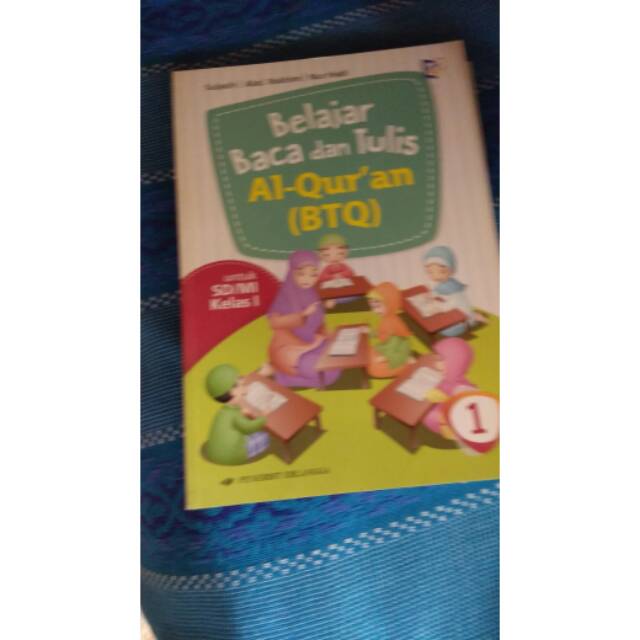 Belajar
Baca dan Tulis
Al-Qur'an
(BTQ)
untuk
SD/MI
Kelas I
1